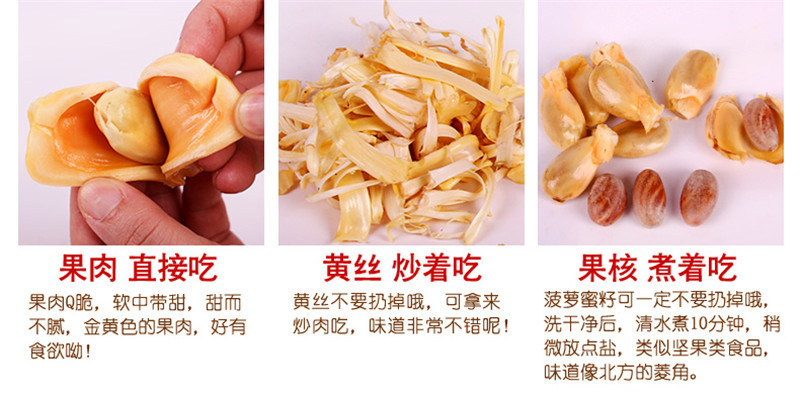 果肉 直接吃
果肉Q脆，软中带甜，甜而
不腻，金黄色的果肉，好有
食欲呦！
黄丝 炒着吃
黄丝不要扔掉哦，可拿来
炒肉吃，味道非常不错呢！
果核 煮着吃
菠萝蜜籽可一定不要扔掉哦，
洗干净后，清水煮10分钟，稍
微放点盐，类似坚果类食品，
味道像北方的菱角。